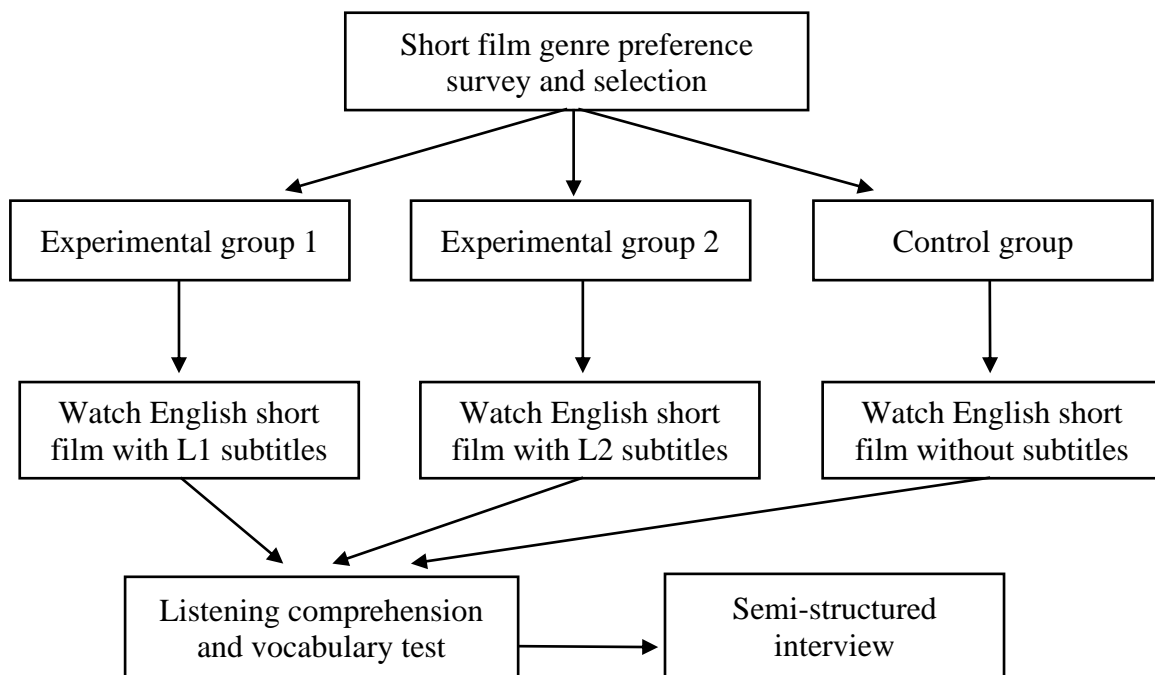 Short film genre preference
survey and selection
Experimental group 1
Experimental group 2
Control group
Watch English short
film with L1 subtitles
Watch English short
film with L2 subtitles
Watch English short
film without subtitles
Listening comprehension
and vocabulary test
Semi-structured
interview